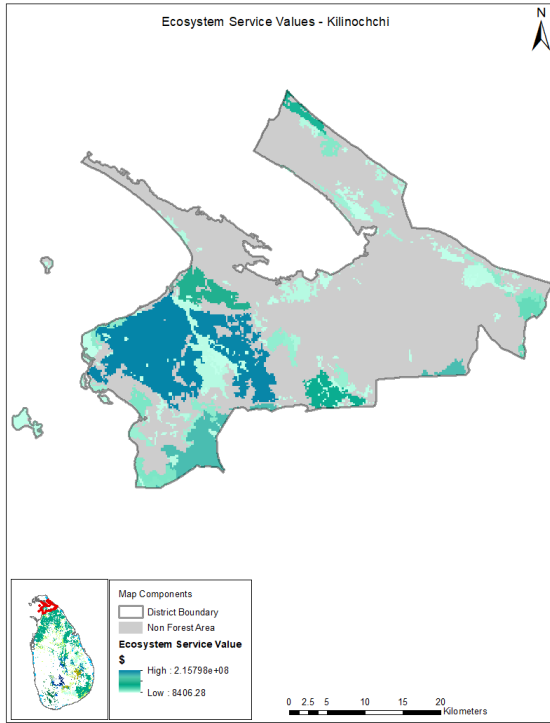 Ecosystem Service Values - Kilinochchi
N
Map Components
District Boundary
Non Forest Area
Ecosystem Service Value
$
High : 2.15798e+08
Low : 8406.28
0 2.5 5 10 15 20
Kilometers